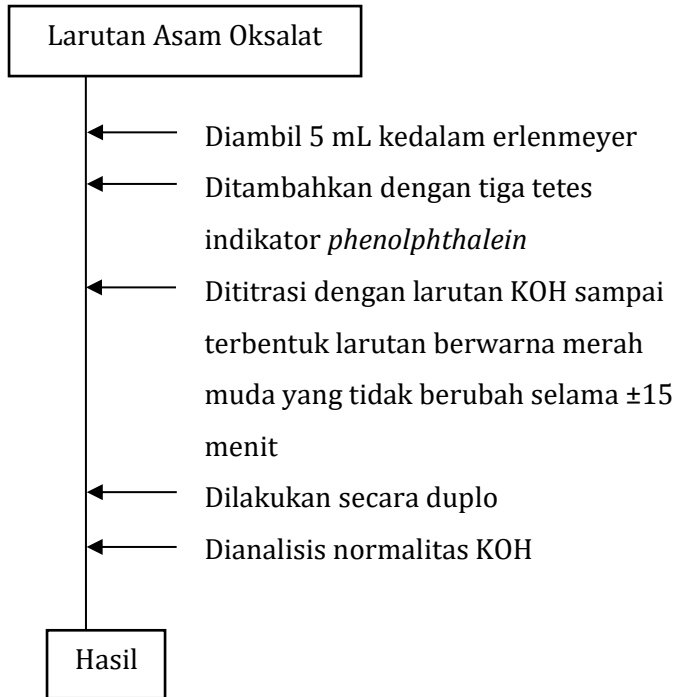 Larutan Asam Oksalat
Diambil 5 mL kedalam erlenmeyer
Ditambahkan dengan tiga tetes
indikator phenolphthalein
Dititrasi dengan larutan KOH sampai
terbentuk larutan berwarna merah
muda yang tidak berubah selama ±15
menit
Dilakukan secara duplo
Dianalisis normalitas KOH
Hasil